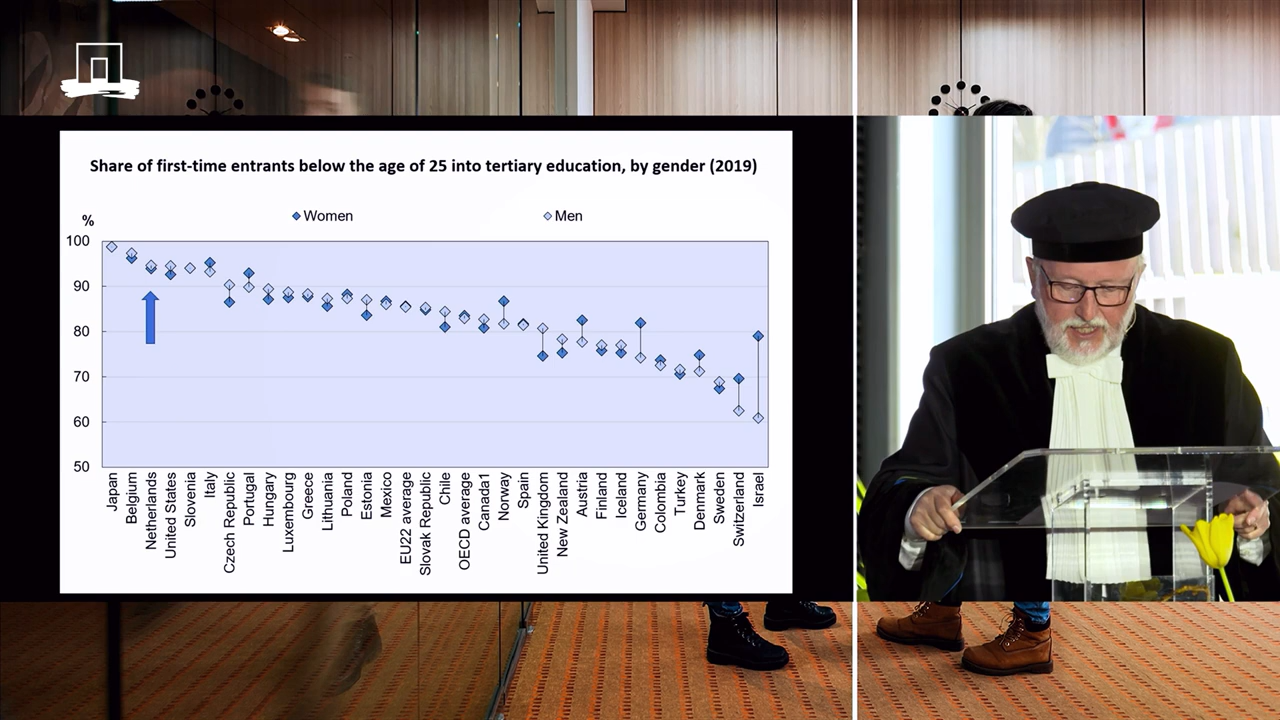 Share of first-time entrants below the age of 25 into tertiary education, by gender (2019)
Women
Men
%
100
90
80
70
60
50
Japan
Belgium
Netherlands
United States
Slovenia
Italy
Czech Republic
Portugal
Hungary
Luxembourg
Greece
Lithuania
Poland
Estonia
Mexico
EU22 average
Slovak Republic
Chile
OECD average
Canada1
Norway
Spain
United Kingdom
New Zealand
Austria
Finland
Iceland
Germany
Colombia
Turkey
Denmark
Sweden
Switzerland
Israel